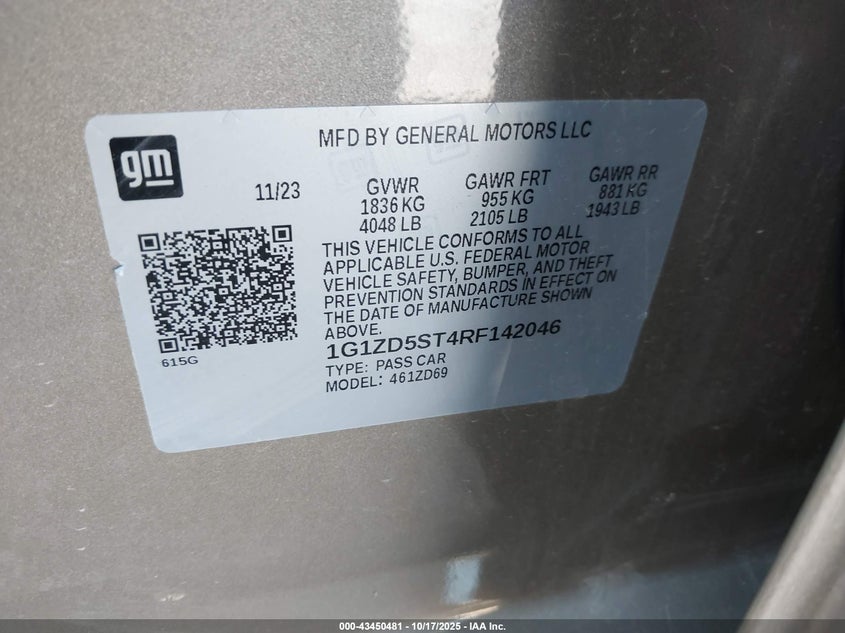 MFD BY GENERAL MOTORS LLC
gm
11/23
GVWR
1836 KG
4048 LB
GAWR FRT
955 KG
2105 LB
GAWR RR
881 KG
1943 LB
THIS VEHICLE CONFORMS TO ALL
APPLICABLE U.S. FEDERAL MOTOR
VEHICLE SAFETY, BUMPER, AND THEFT
PREVENTION STANDARDS IN EFFECT ON
THE DATE OF MANUFACTURE SHOWN
ABOVE.
615G
1G1ZD5ST4RF142046
TYPE: PASS CAR
MODEL: 461ZD69
000-43450481 - 10/17/2025 - IAA Inc.